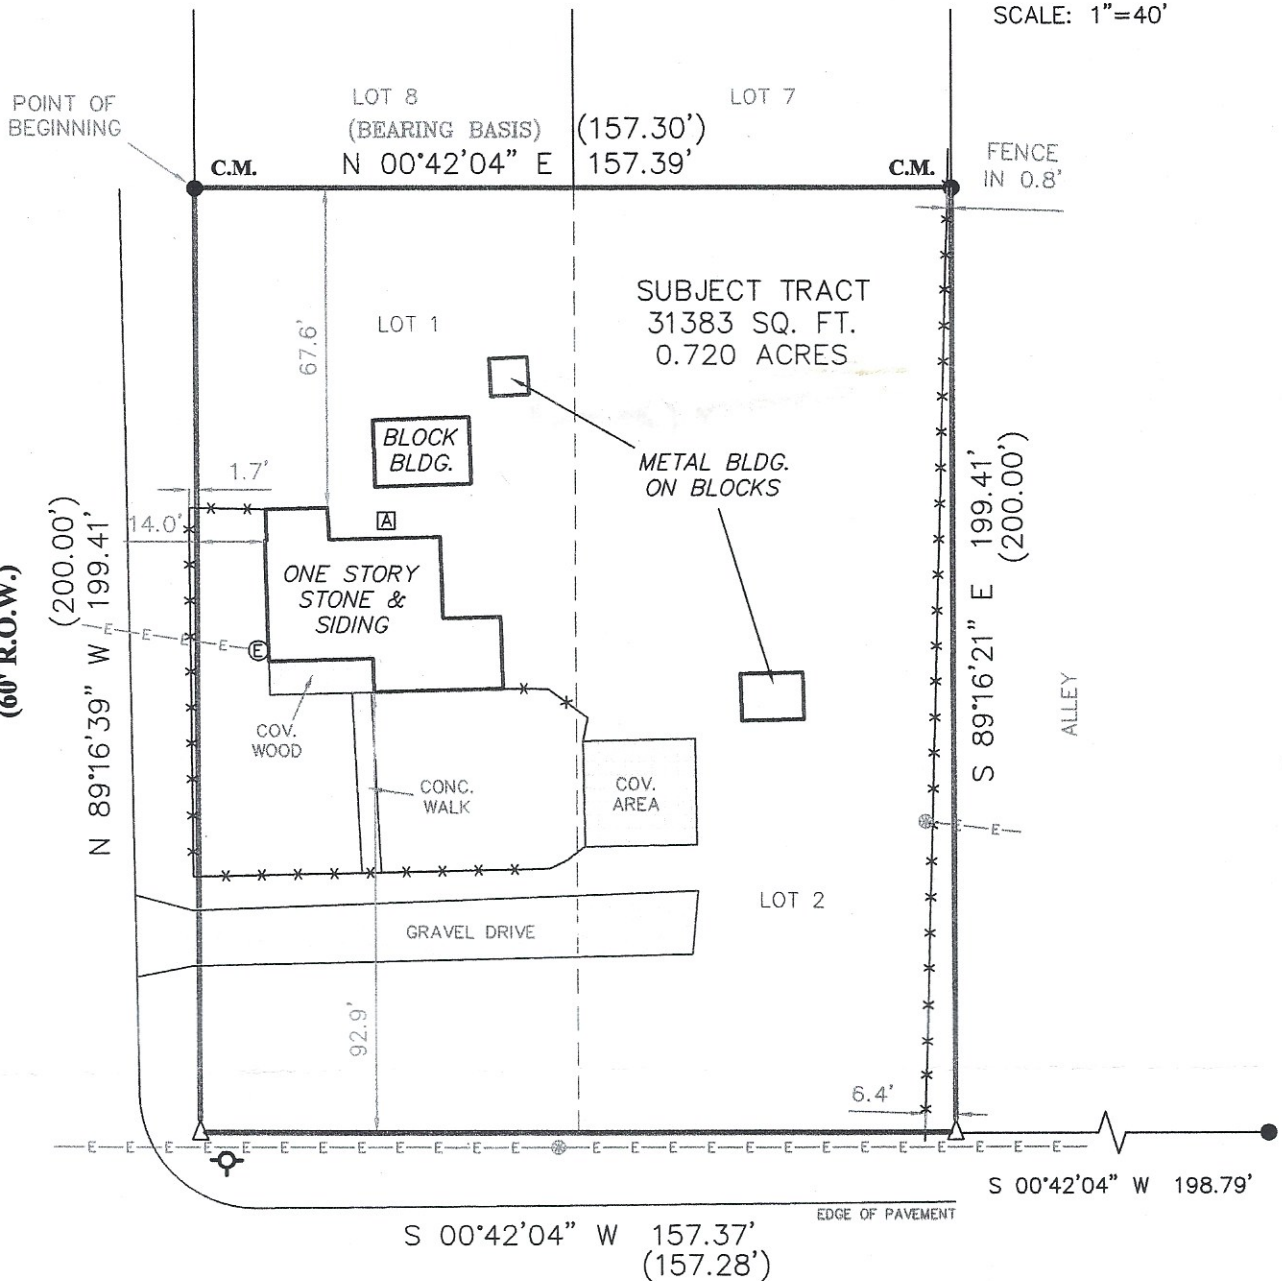 SCALE: 1"=40'
POINT OF
BEGINNING
LOT 8
LOT 7
(BEARING BASIS)
(157.30')
N 00°42'04" E 157.39'
C.M.
C.M.
FENCE
IN 0.8'
SUBJECT TRACT
31383 SQ. FT.
0.720 ACRES
LOT 1
67.6'
BLOCK
BLDG.
METAL BLDG.
ON BLOCKS
1.7'
14.0'
A
ONE STORY
STONE &
SIDING
(60' R.O.W.)
(200.00')
N 89°16'39" W 199.41'
S 89°16'21" E 199.41'
(200.00')
ALLEY
E E E E
E
COV.
WOOD
CONC.
WALK
COV.
AREA
E E
LOT 2
GRAVEL DRIVE
92.9'
6.4'
E E E E E E E E E E E E E E E E E E E E E E E E E E
S 00°42'04" W 198.79'
EDGE OF PAVEMENT
S 00°42'04" W 157.37'
(157.28')